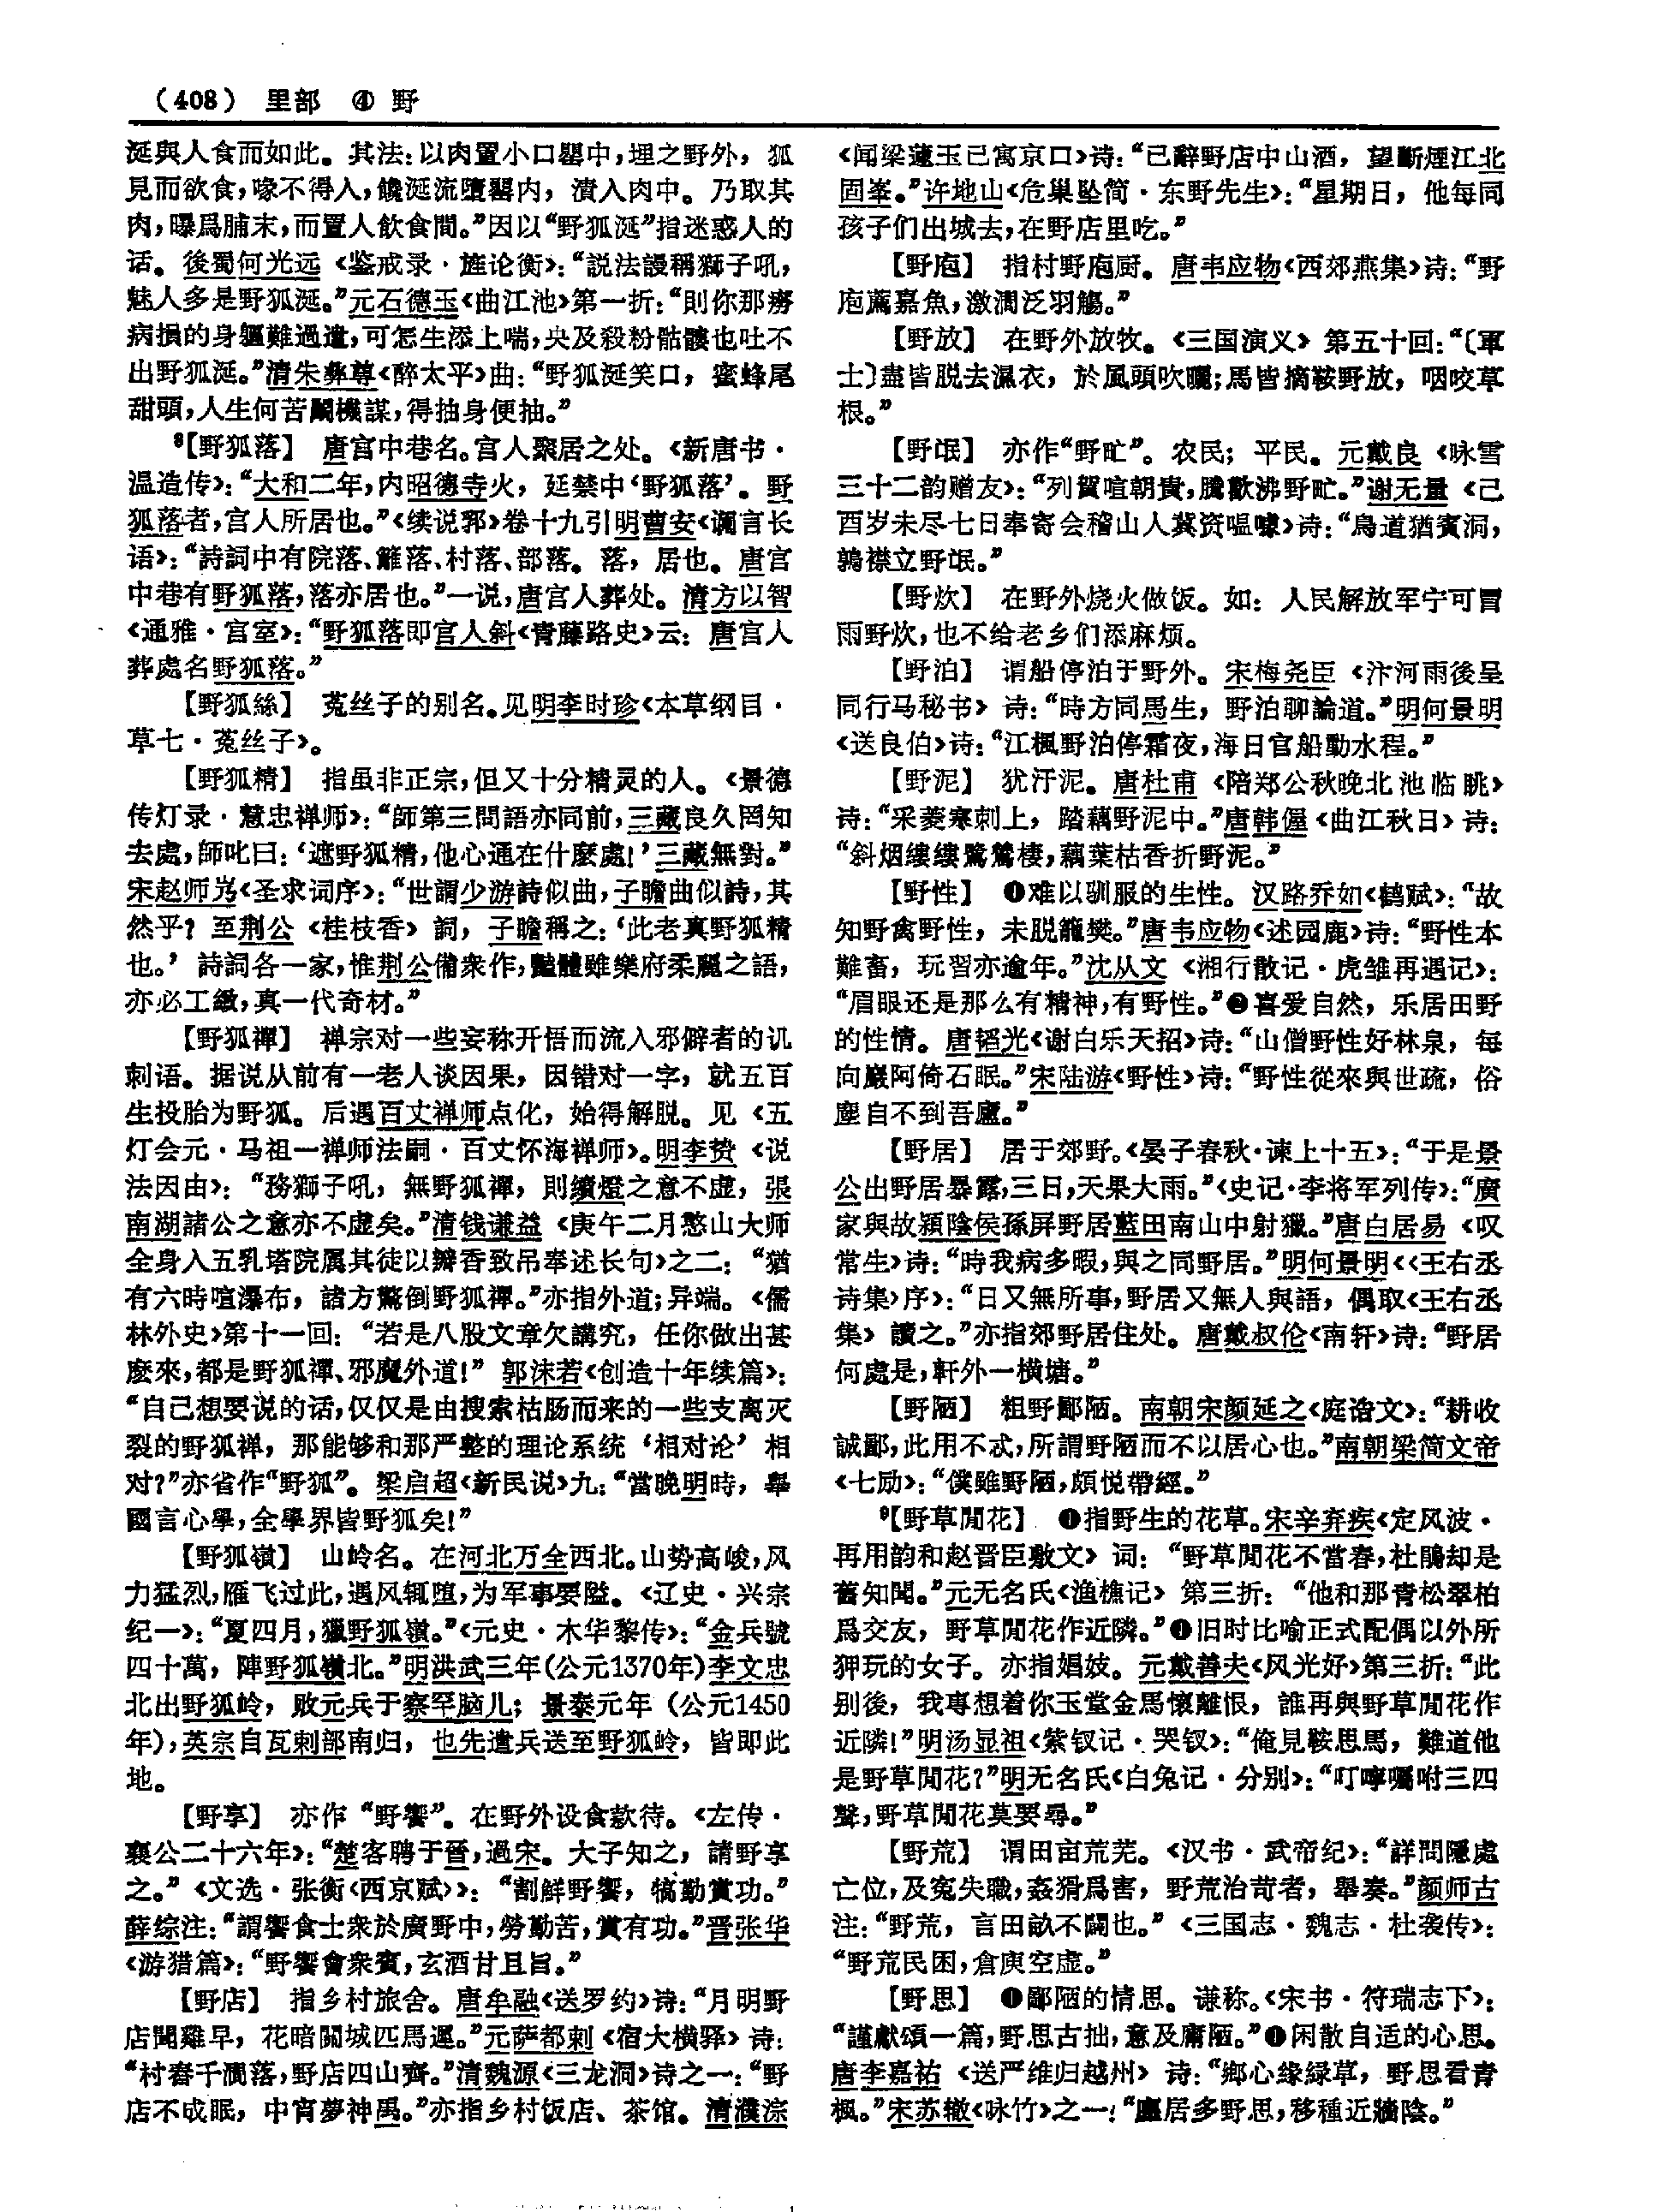 （408） 里部 ④ 野
涎與人食而如此。其法：以肉置小口罌中，埋之野外，狐
見而欲食，喙不得入，饞涎流墮罌内，漬入肉中。乃取其
肉，曝爲脯末，而置人飲食間。”因以“野狐涎”指迷惑人的
话。後蜀何光远《鉴戒录·旌论衡》：“説法謾稱獅子吼，
魅人多是野狐涎。”元石德玉《曲江池》第一折：“則你那癆
病損的身軀難過遣，可怎生添上喘，央及殺粉骷髏也吐不
出野狐涎。”清朱彝尊《醉太平》曲：“野狐涎笑口，蜜蜂尾
甜頭，人生何苦鬭機謀，得抽身便抽。”
⁸【野狐落】 唐宫中巷名。宫人聚居之处。《新唐书·
温造传》：“大和二年，内昭德寺火，延禁中‘野狐落’。野
狐落者，宫人所居也。”《续说郛》卷十九引明曹安《谰言长
语》：“詩詞中有院落、籬落、村落、部落。落，居也。唐宫
中巷有野狐落，落亦居也。”一说，唐宫人葬处。清方以智
《通雅·宫室》：“野狐落即宫人斜《青藤路史》云：唐宫人
葬處名野狐落。”
【野狐絲】 菟丝子的别名。见明李时珍《本草纲目·
草七·菟丝子》。
【野狐精】 指虽非正宗，但又十分精灵的人。《景德
传灯录·慧忠禅师》：“師第三問語亦同前，三藏良久罔知
去處，師叱曰：‘遮野狐精，他心通在什麽處！’三藏無對。”
宋赵师岁《圣求词序》：“世謂少游詩似曲，子瞻曲似詩，其
然乎？至荆公《桂枝香》詞，子瞻稱之：‘此老真野狐精
也。’詩詞各一家，惟荆公備衆作，豔體雖樂府柔麗之語，
亦必工緻，真一代奇材。”
【野狐禪】 禅宗对一些妄称开悟而流入邪僻者的讥
刺语。据说从前有一老人谈因果，因错对一字，就五百
生投胎为野狐。后遇百丈禅师点化，始得解脱。见《五
灯会元·马祖一禅师法嗣·百丈怀海禅师》。明李贽《说
法因由》：“務獅子吼，無野狐禪，則續燈之意不虚，張
南湖諸公之意亦不虚矣。”清钱谦益《庚午二月憨山大师
全身入五乳塔院属其徒以瓣香致吊奉述长句》之二：“猶
有六時喧瀑布，諸方驚倒野狐禪。”亦指外道；异端。《儒
林外史》第十一回：“若是八股文章欠講究，任你做出甚
麽來，都是野狐禪、邪魔外道！”郭沫若《创造十年续篇》：
“自己想要说的话，仅仅是由搜索枯肠而来的一些支离灭
裂的野狐禅，那能够和那严整的理论系统‘相对论’相
对？”亦省作“野狐”。梁启超《新民说》九：“當晚明時，舉
國言心學，全學界皆野狐矣！”
【野狐嶺】 山岭名。在河北万全西北。山势高峻，风
力猛烈，雁飞过此，遇风辄堕，为军事要隘。《辽史·兴宗
纪一》：“夏四月，獵野狐嶺。”《元史·木华黎传》：“金兵號
四十萬，陣野狐嶺北。”明洪武三年（公元1370年）李文忠
北出野狐岭，败元兵于察罕脑儿；景泰元年（公元1450
年），英宗自瓦剌部南归，也先遣兵送至野狐岭，皆即此
地。
【野享】 亦作“野饗”。在野外设食款待。《左传·
襄公二十六年》：“楚客聘于晉，過宋。大子知之，請野享
之。”《文选·张衡〈西京赋〉》：“割鮮野饗，犒勤賞功。”
薛综注：“謂饗食士衆於廣野中，勞勤苦，賞有功。”晋张华
《游猎篇》：“野饗會衆賓，玄酒甘且旨。”
【野店】 指乡村旅舍。唐牟融《送罗约》诗：“月明野
店聞雞早，花暗關城匹馬遲。”元萨都剌《宿大横驿》诗：
“村舂千澗落，野店四山齊。”清魏源《三龙洞》诗之一：“野
店不成眠，中宵夢神禹。”亦指乡村饭店、茶馆。清濮淙
《闻梁蘧玉已寓京口》诗：“已辭野店中山酒，望斷煙江北
固峯。”许地山《危巢坠简·东野先生》：“星期日，他每同
孩子们出城去，在野店里吃。”
【野庖】 指村野庖厨。唐韦应物《西郊燕集》诗：“野
庖薦嘉魚，激澗泛羽觴。”
【野放】 在野外放牧。《三国演义》第五十回：“〔軍
士〕盡皆脱去濕衣，於風頭吹曬；馬皆摘鞍野放，咽咬草
根。”
【野氓】 亦作“野甿”。农民；平民。元戴良《咏雪
三十二韵赠友》：“列賀喧朝貴，騰歡沸野甿。”谢无量《己
酉岁未尽七日奉寄会稽山人冀资嗢噱》诗：“鳥道猶賓洞，
鶉襟立野氓。”
【野炊】 在野外烧火做饭。如：人民解放军宁可冒
雨野炊，也不给老乡们添麻烦。
【野泊】 谓船停泊于野外。宋梅尧臣《汴河雨後呈
同行马秘书》诗：“時方同馬生，野泊聊論道。”明何景明
《送良伯》诗：“江楓野泊停霜夜，海日官船動水程。”
【野泥】 犹汙泥。唐杜甫《陪郑公秋晚北池临眺》
诗：“采菱寒刺上，踏藕野泥中。”唐韩偓《曲江秋日》诗：
“斜烟缕缕鷺鷥棲，藕葉枯香折野泥。”
【野性】 ❶难以驯服的生性。汉路乔如《鹤赋》：“故
知野禽野性，未脱籠樊。”唐韦应物《述园鹿》诗：“野性本
難畜，玩習亦逾年。”沈从文《湘行散记·虎雏再遇记》：
“眉眼还是那么有精神，有野性。”❷喜爱自然，乐居田野
的性情。唐韬光《谢白乐天招》诗：“山僧野性好林泉，每
向巖阿倚石眠。”宋陆游《野性》诗：“野性從來與世疏，俗
塵自不到吾廬。”
【野居】 居于郊野。《晏子春秋·谏上十五》：“于是景
公出野居暴露，三日，天果大雨。”《史记·李将军列传》：“廣
家與故潁陰侯孫屏野居藍田南山中射獵。”唐白居易《叹
常生》诗：“時我病多暇，與之同野居。”明何景明《〈王右丞
诗集〉序》：“日又無所事，野居又無人與語，偶取《王右丞
集》讀之。”亦指郊野居住处。唐戴叔伦《南轩》诗：“野居
何處是，軒外一横塘。”
【野陋】 粗野鄙陋。南朝宋颜延之《庭诰文》：“耕收
誠鄙，此用不忒，所謂野陋而不以居心也。”南朝梁简文帝
《七励》：“僕雖野陋，頗悦帶經。”
⁹【野草閒花】 ❶指野生的花草。宋辛弃疾《定风波·
再用韵和赵晋臣敷文》词：“野草閒花不當春，杜鵑却是
舊知聞。”元无名氏《渔樵记》第三折：“他和那青松翠柏
爲交友，野草閒花作近隣。”❶旧时比喻正式配偶以外所
狎玩的女子。亦指娼妓。元戴善夫《风光好》第三折：“此
别後，我專想着你玉堂金馬懷離恨，誰再與野草閒花作
近隣！”明汤显祖《紫钗记·哭钗》：“俺見鞍思馬，難道他
是野草閒花？”明无名氏《白兔记·分别》：“叮嚀囑咐三四
聲，野草閒花莫要尋。”
【野荒】 谓田亩荒芜。《汉书·武帝纪》：“詳問隱處
亡位，及寃失職，姦猾爲害，野荒治苛者，舉奏。”颜师古
注：“野荒，言田畝不闢也。”《三国志·魏志·杜袭传》：
“野荒民困，倉庾空虚。”
【野思】 ❶鄙陋的情思。谦称。《宋书·符瑞志下》：
“謹獻頌一篇，野思古拙，意及庸陋。”❶闲散自适的心思。
唐李嘉祐《送严维归越州》诗：“鄉心緣緑草，野思看青
楓。”宋苏辙《咏竹》之一：“廛居多野思，移種近牆陰。”